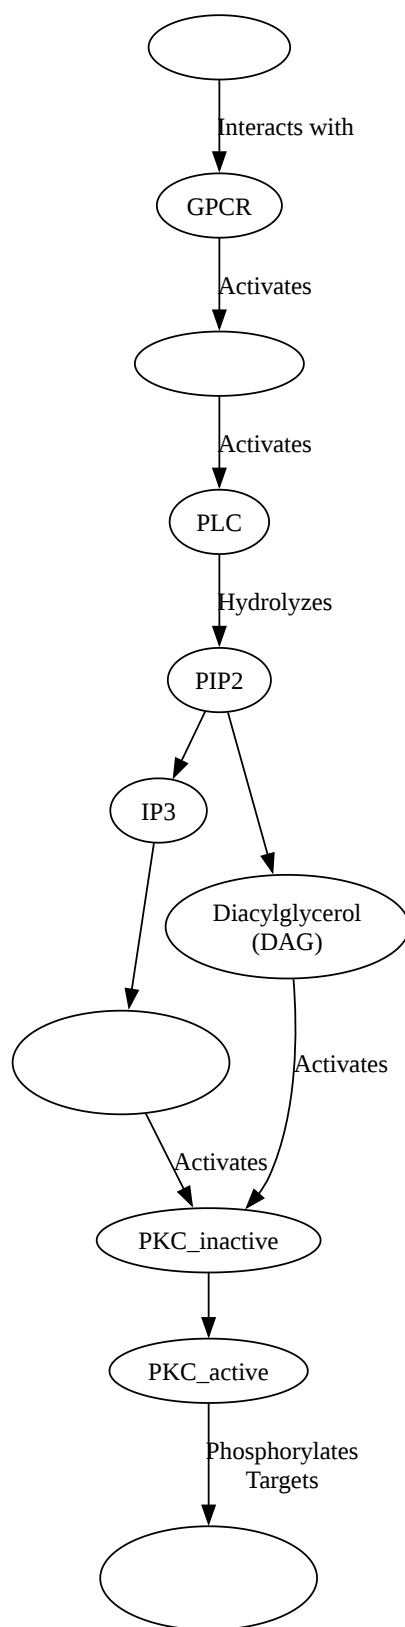 Interacts with
GPCR
Activates
Activates
PLC
Hydrolyzes
PIP2
IP3
Diacylglycerol
(DAG)
Activates
Activates
PKC_inactive
PKC_active
Phosphorylates
Targets